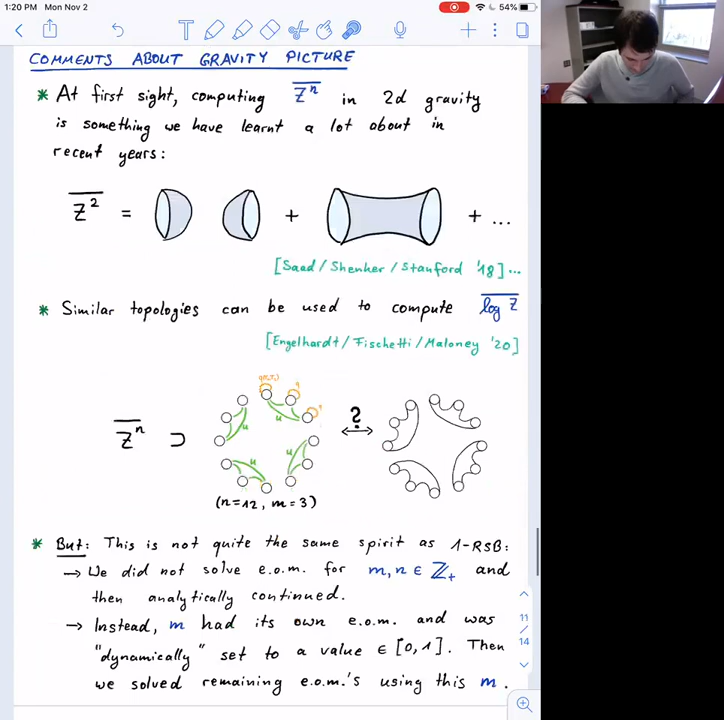 1:20 PM Mon Nov 2
54%
COMMENTS ABOUT GRAVITY PICTURE
* At first sight, computing \overline{Z^n} in 2d gravity
is something we have learnt a lot about in
recent years:
\overline{Z^2} = + + ...
[Saad/Shenker/Stanford '18]...
* Similar topologies can be used to compute \overline{log Z}
[Engelhardt/Fischetti/Maloney '20]
\overline{Z^n} ⊃ u u u u ?
(n=12, m=3)
* But: This is not quite the same spirit as 1-RSB:
→ We did not solve e.o.m. for m,n ∈ ℤ₊ and
then analytically continued.
→ Instead, m had its own e.o.m. and was
"dynamically" set to a value ∈ [0,1]. Then
we solved remaining e.o.m.'s using this m.
11
/
14